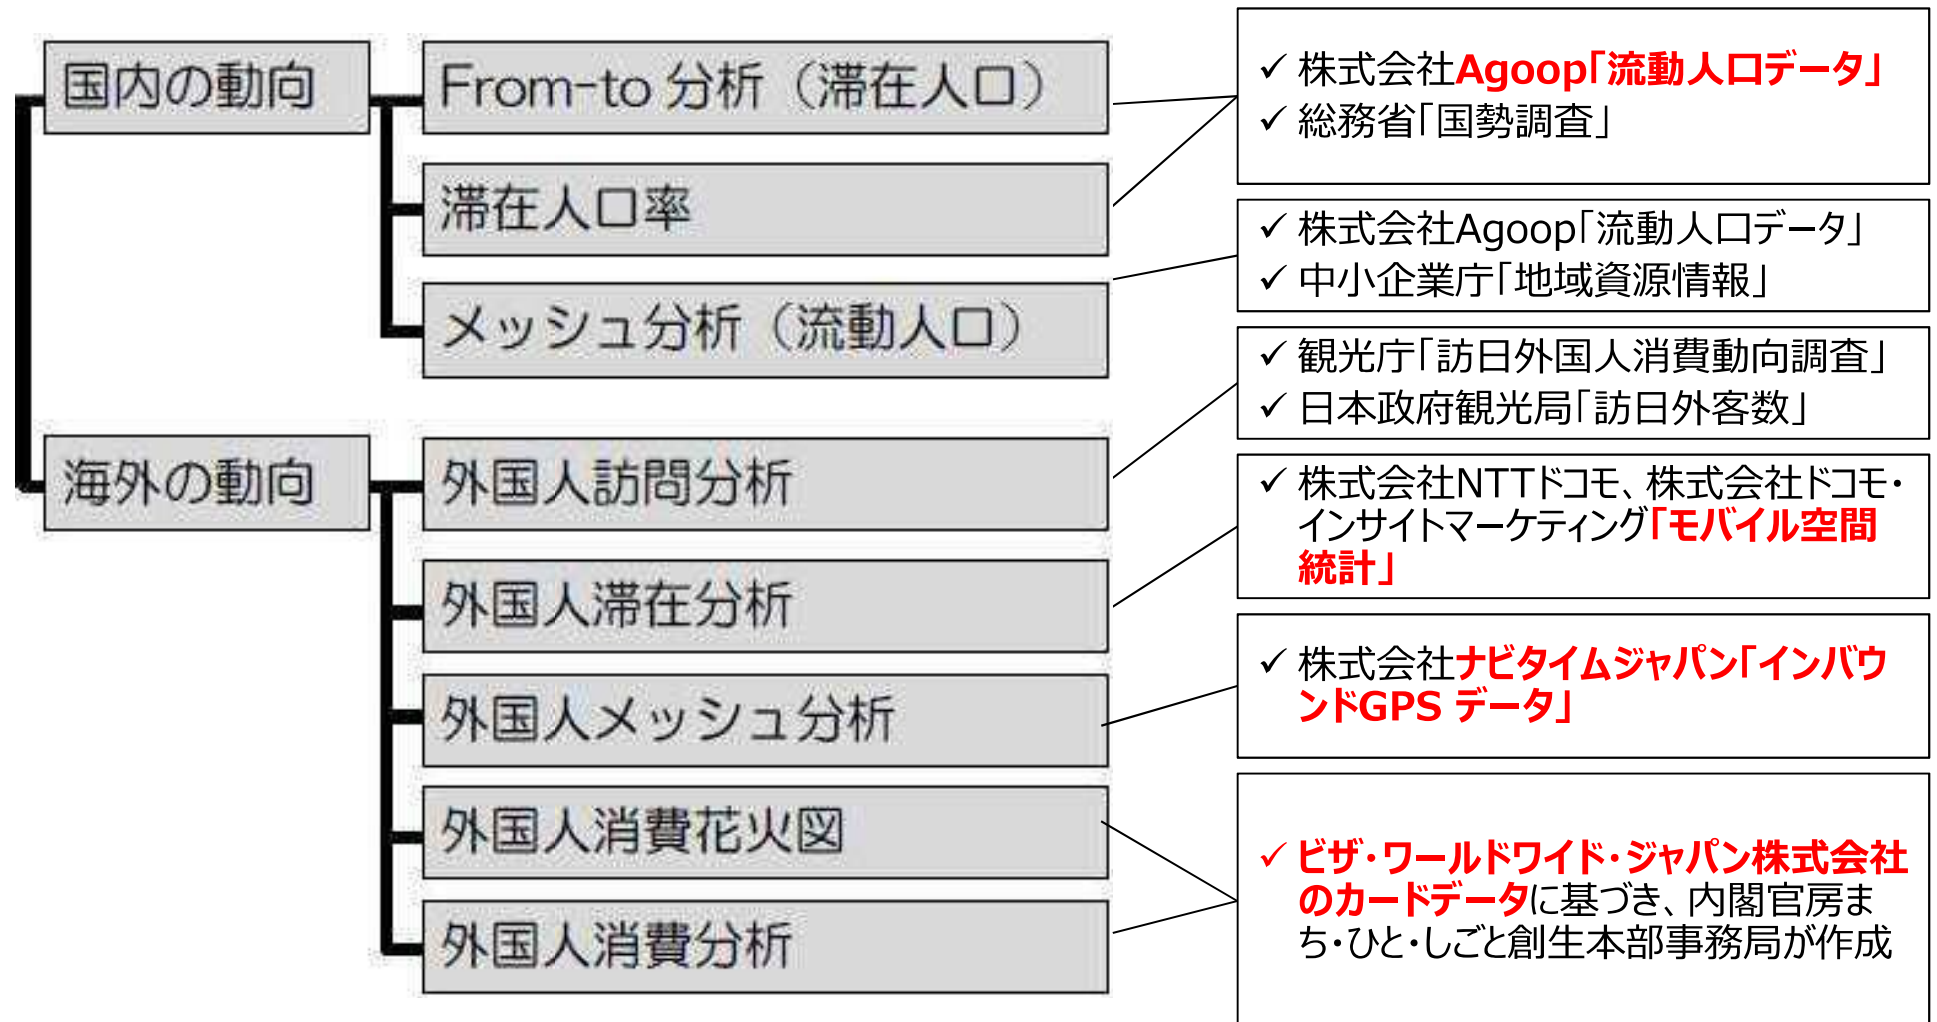 国内の動向
From-to 分析（滞在人口）
滞在人口率
メッシュ分析（流動人口）
海外の動向
外国人訪問分析
外国人滞在分析
外国人メッシュ分析
外国人消費花火図
外国人消費分析
✓ 株式会社Agoop「流動人口データ」
✓ 総務省「国勢調査」
✓ 株式会社Agoop「流動人口データ」
✓ 中小企業庁「地域資源情報」
✓ 観光庁「訪日外国人消費動向調査」
✓ 日本政府観光局「訪日外客数」
✓ 株式会社NTTドコモ、株式会社ドコモ・
インサイトマーケティング「モバイル空間
統計」
✓ 株式会社ナビタイムジャパン「インバウ
ンドGPS データ」
✓ ビザ・ワールドワイド・ジャパン株式会社
のカードデータに基づき、内閣官房ま
ち・ひと・しごと創生本部事務局が作成